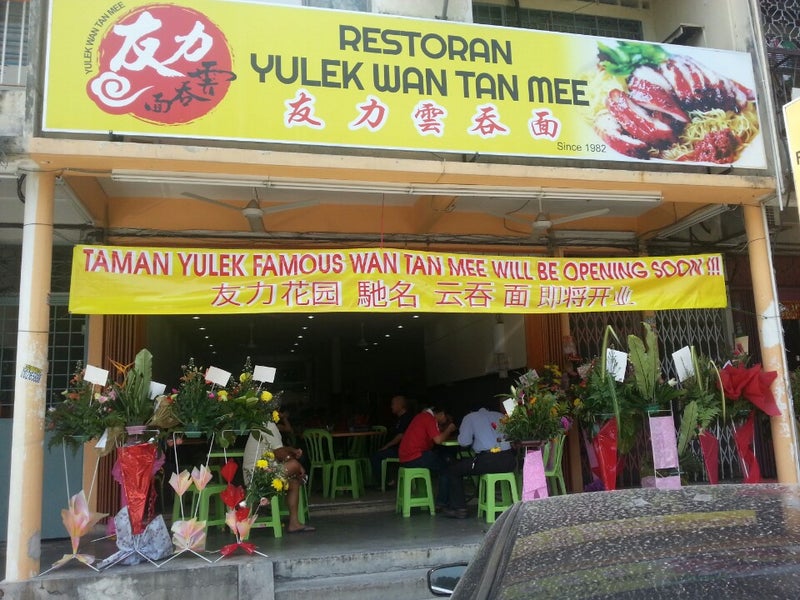 YULEK WAN TAN MEE
友力
雲吞面
RESTORAN
YULEK WAN TAN MEE
友力雲吞面
Since 1982
TAMAN YULEK FAMOUS WAN TAN MEE WILL BE OPENING SOON !!!
友力花园 馳名 云吞 面 即将开业